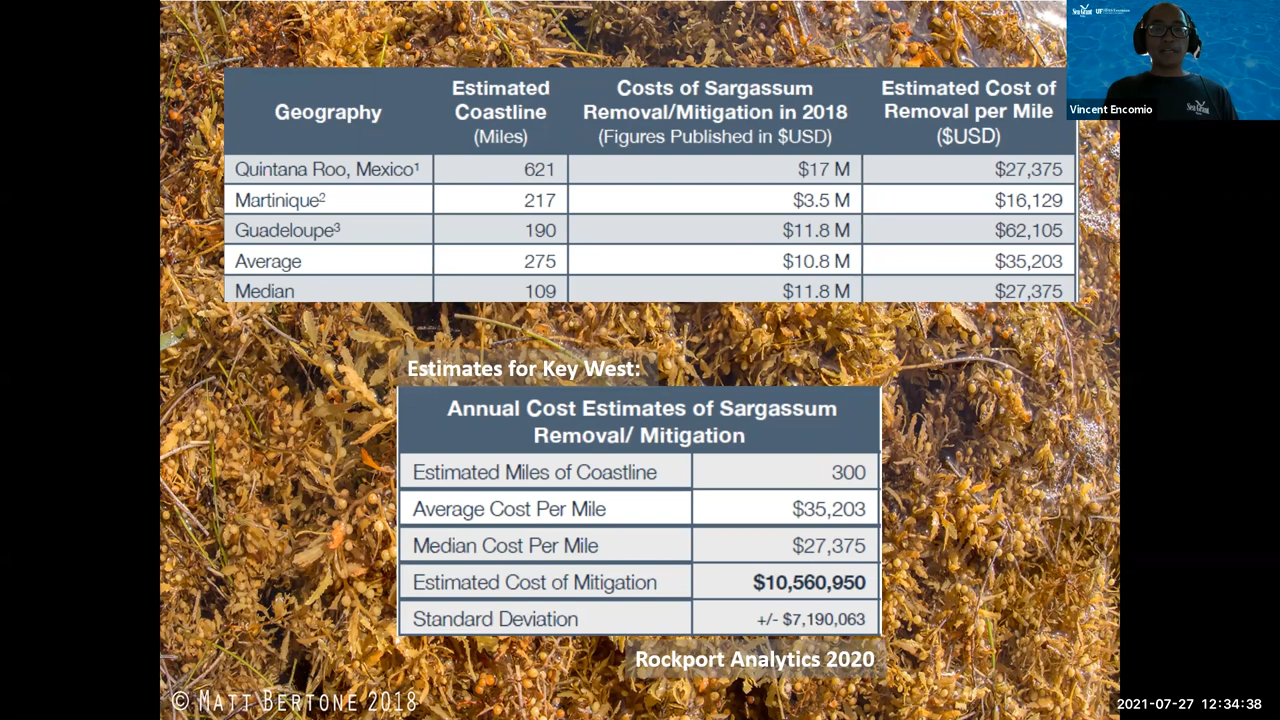 Geography
Estimated Coastline (Miles)
Costs of Sargassum Removal/Mitigation in 2018 (Figures Published in $USD)
Estimated Cost of Removal per Mile ($USD)
Quintana Roo, Mexico¹ 621 $17 M $27,375
Martinique² 217 $3.5 M $16,129
Guadeloupe³ 190 $11.8 M $62,105
Average 275 $10.8 M $35,203
Median 109 $11.8 M $27,375
Vincent Encomio
Estimates for Key West:
Annual Cost Estimates of Sargassum
Removal/ Mitigation
Estimated Miles of Coastline 300
Average Cost Per Mile $35,203
Median Cost Per Mile $27,375
Estimated Cost of Mitigation $10,560,950
Standard Deviation +/- $7,190,063
Rockport Analytics 2020
© Matt Bertone 2018
2021-07-27 12:34:38